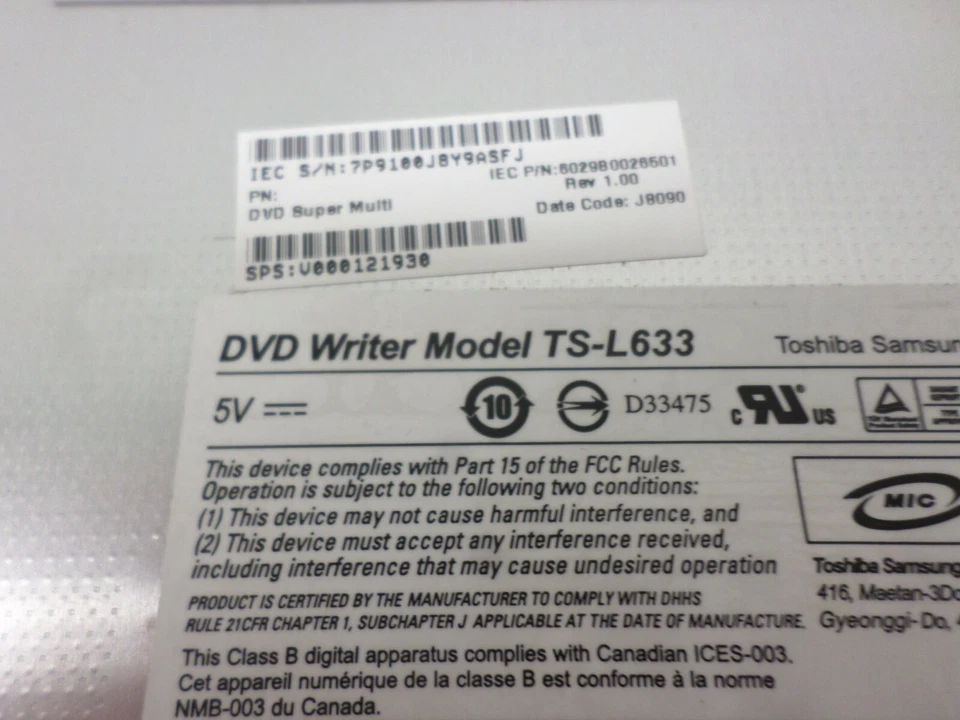 IEC S/N:7P9100J8Y9ASFJ
IEC P/N:6029B0026501
PN:
Rev 1.00
DVD Super Multi
Date Code: J8090
SPS:V000121930
DVD Writer Model TS-L633
Toshiba Samsun
5V
10
D33475
c RU US
This device complies with Part 15 of the FCC Rules.
Operation is subject to the following two conditions:
(1) This device may not cause harmful interference, and
(2) This device must accept any interference received,
including interference that may cause undesired operation
MIC
Toshiba Samsung
416, Maetan-3Do
Gyeonggi-Do,
PRODUCT IS CERTIFIED BY THE MANUFACTURER TO COMPLY WITH DHHS
RULE 21CFR CHAPTER 1, SUBCHAPTER J APPLICABLE AT THE DATE OF MANUFACTURE.
This Class B digital apparatus complies with Canadian ICES-003.
Cet appareil numérique de la classe B est conforme à la norme
NMB-003 du Canada.